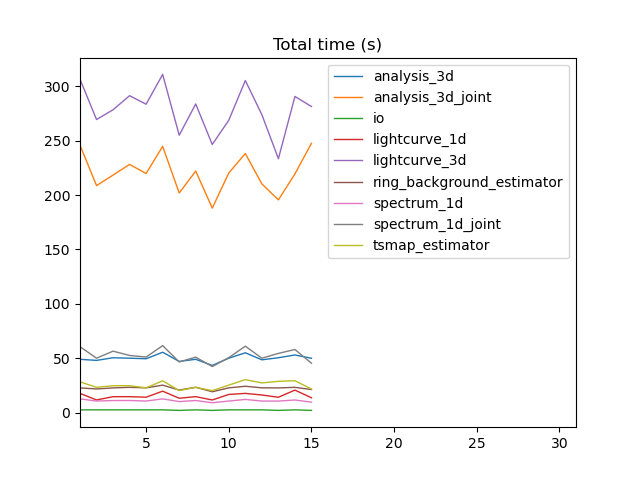 Total time (s)
analysis_3d
analysis_3d_joint
io
lightcurve_1d
lightcurve_3d
ring_background_estimator
spectrum_1d
spectrum_1d_joint
tsmap_estimator
300
250
200
150
100
50
0
5 10 15 20 25 30